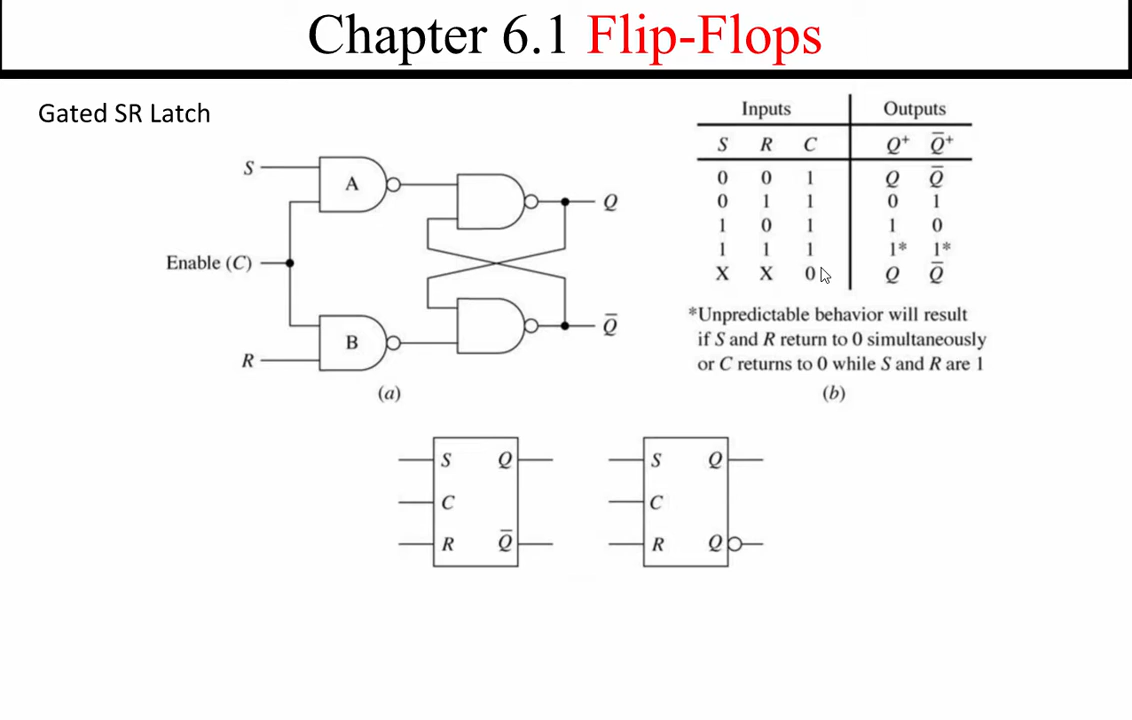 Chapter 6.1 Flip-Flops
Gated SR Latch
S
A
Q
Enable (C)
B
Q̅
R
(a)
Inputs Outputs
S R C Q⁺ Q̅⁺
0 0 1 Q Q̅
0 1 1 0 1
1 0 1 1 0
1 1 1 1* 1*
X X 0 Q Q̅
*Unpredictable behavior will result
if S and R return to 0 simultaneously
or C returns to 0 while S and R are 1
(b)
S Q
C
R Q̅
S Q
C
R Q